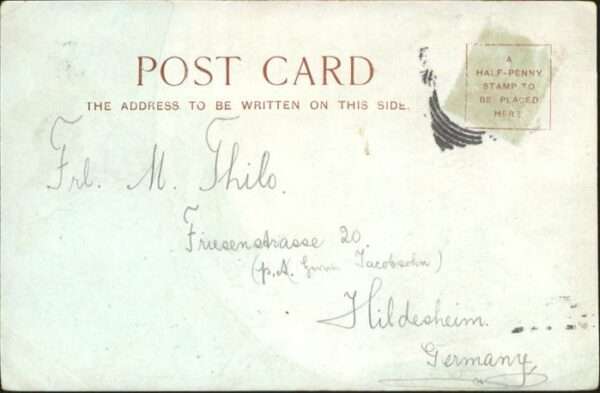 POST CARD
THE ADDRESS TO BE WRITTEN ON THIS SIDE.
A
HALF-PENNY
STAMP TO
BE PLACED
HERE
Frl. M. Thilo.
Friesenstrasse 20.
(p.A. Jacobsohn)
Hildesheim.
Germany